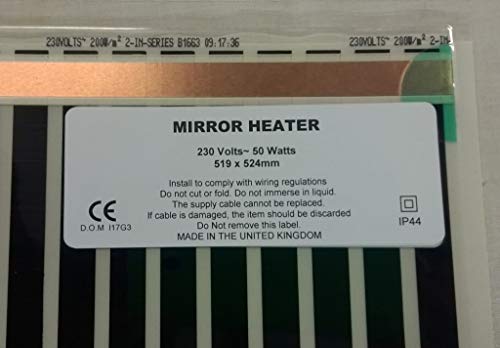 230VOLTS~ 200W/m² 2-IN-SERIES B1663 09:17:36
230VOLTS~ 200W/m² 2-IN-
MIRROR HEATER
230 Volts~ 50 Watts
519 x 524mm
Install to comply with wiring regulations
Do not cut or fold. Do not immerse in liquid.
The supply cable cannot be replaced.
If cable is damaged, the item should be discarded
Do Not remove this label.
MADE IN THE UNITED KINGDOM
CE
D.O.M I17G3
IP44